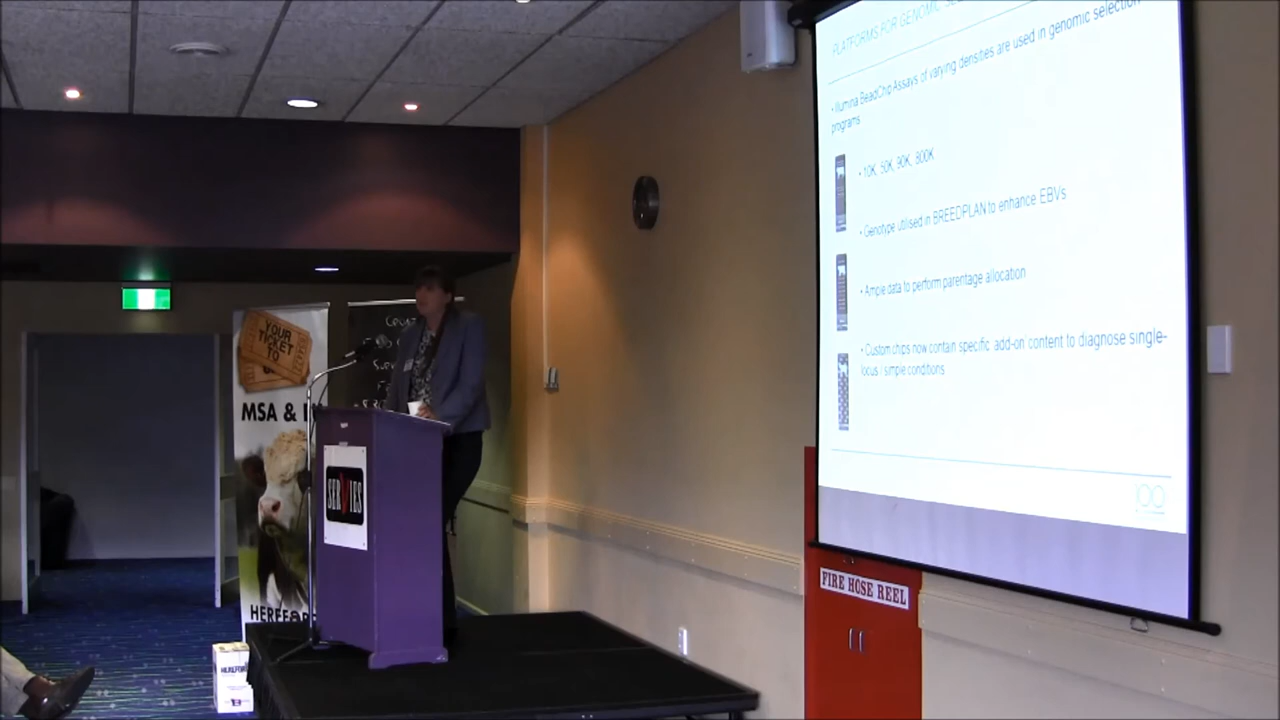 PLATFORMS FOR GENOMIC
• Illumina BeadChip Assays of varying densities are used in genomic selection
programs
• 10K, 50K, 90K, 800K
• Genotype utilised in BREEDPLAN to enhance EBVs
• Ample data to perform parentage allocation
• Custom chips now contain specific 'add-on' content to diagnose single-
locus / simple conditions
100
YOUR
TICKET
TO
MSA &
SERVIES
FIRE HOSE REEL